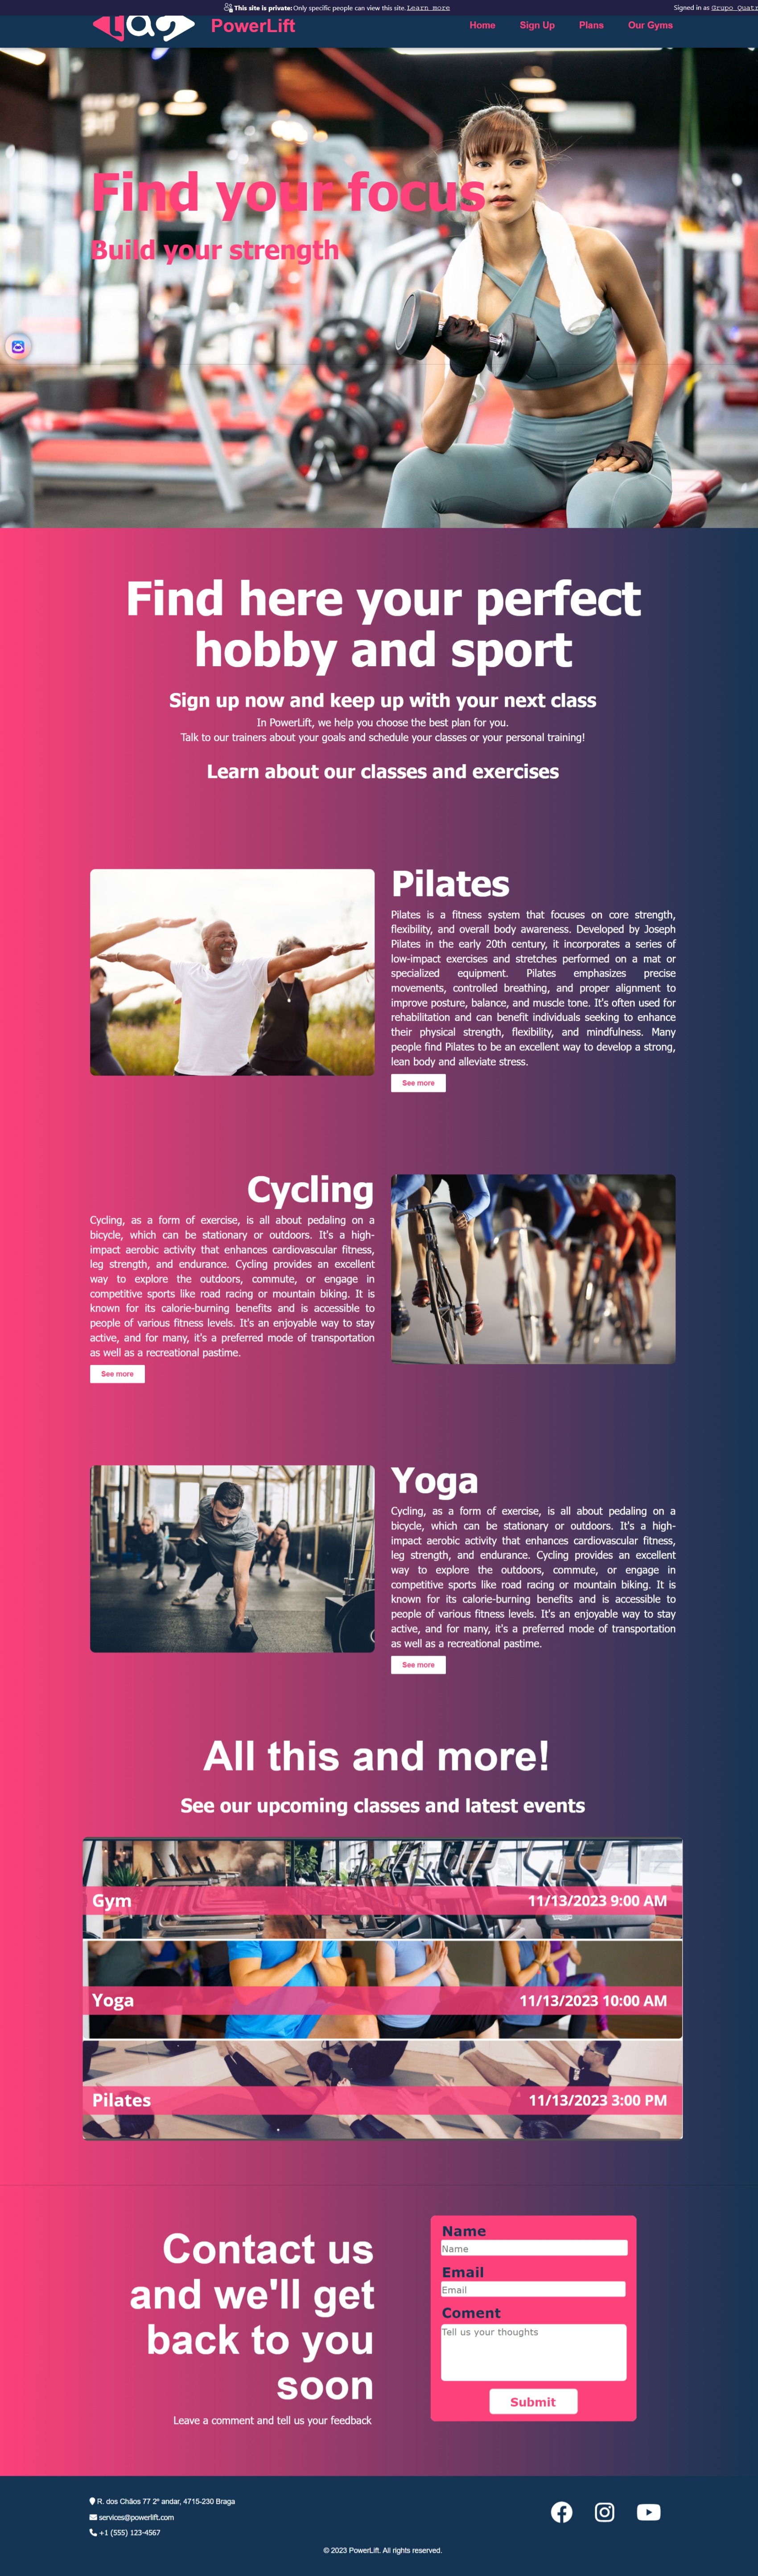 This site is private: Only specific people can view this site. Learn more
Signed in as Grupo Quatr
PowerLift
Home Sign Up Plans Our Gyms
Find your focus
Build your strength
Find here your perfect
hobby and sport
Sign up now and keep up with your next class
In PowerLift, we help you choose the best plan for you.
Talk to our trainers about your goals and schedule your classes or your personal training!
Learn about our classes and exercises
Pilates
Pilates is a fitness system that focuses on core strength,
flexibility, and overall body awareness. Developed by Joseph
Pilates in the early 20th century, it incorporates a series of
low-impact exercises and stretches performed on a mat or
specialized equipment. Pilates emphasizes precise
movements, controlled breathing, and proper alignment to
improve posture, balance, and muscle tone. It's often used for
rehabilitation and can benefit individuals seeking to enhance
their physical strength, flexibility, and mindfulness. Many
people find Pilates to be an excellent way to develop a strong,
lean body and alleviate stress.
See more
Cycling
Cycling, as a form of exercise, is all about pedaling on a
bicycle, which can be stationary or outdoors. It's a high-
impact aerobic activity that enhances cardiovascular fitness,
leg strength, and endurance. Cycling provides an excellent
way to explore the outdoors, commute, or engage in
competitive sports like road racing or mountain biking. It is
known for its calorie-burning benefits and is accessible to
people of various fitness levels. It's an enjoyable way to stay
active, and for many, it's a preferred mode of transportation
as well as a recreational pastime.
See more
Yoga
Cycling, as a form of exercise, is all about pedaling on a
bicycle, which can be stationary or outdoors. It's a high-
impact aerobic activity that enhances cardiovascular fitness,
leg strength, and endurance. Cycling provides an excellent
way to explore the outdoors, commute, or engage in
competitive sports like road racing or mountain biking. It is
known for its calorie-burning benefits and is accessible to
people of various fitness levels. It's an enjoyable way to stay
active, and for many, it's a preferred mode of transportation
as well as a recreational pastime.
See more
All this and more!
See our upcoming classes and latest events
Gym 11/13/2023 9:00 AM
Yoga 11/13/2023 10:00 AM
Pilates 11/13/2023 3:00 PM
Contact us
and we'll get
back to you
soon
Leave a comment and tell us your feedback
Name
Name
Email
Email
Coment
Tell us your thoughts
Submit
R. dos Chãos 77 2º andar, 4715-230 Braga
services@powerlift.com
+1 (555) 123-4567
© 2023 PowerLift. All rights reserved.